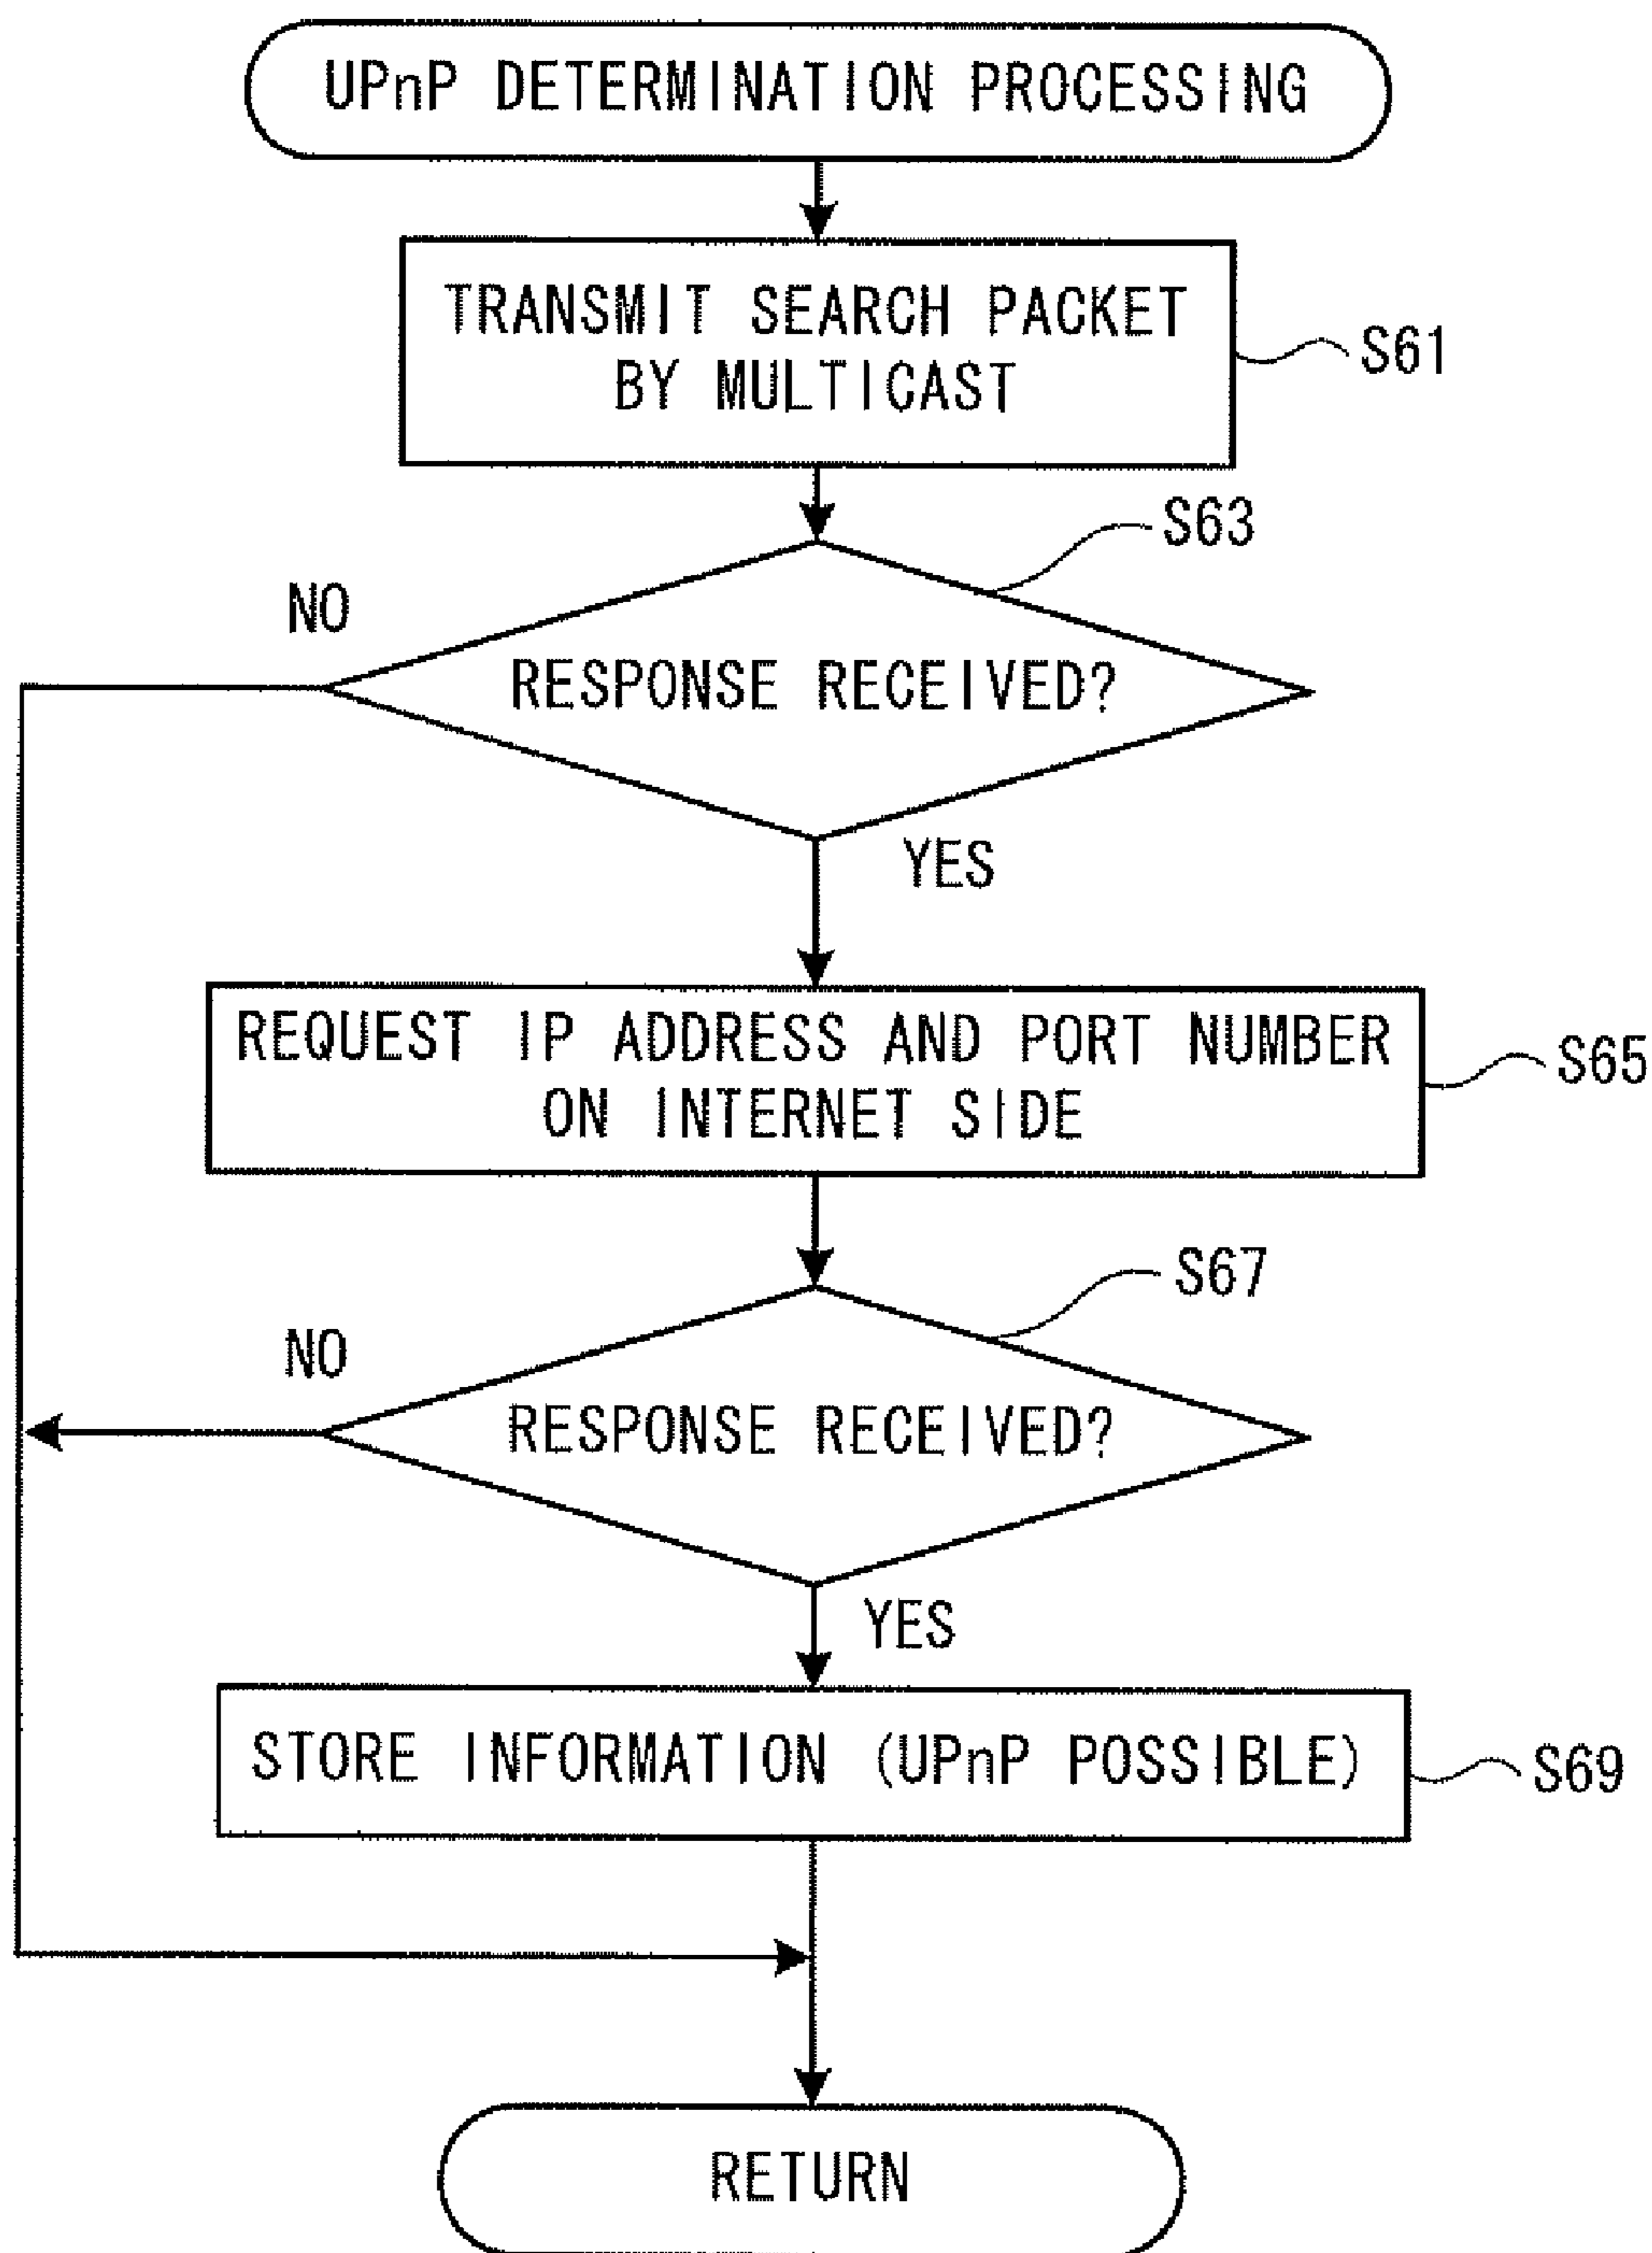 UPnP DETERMINATION PROCESSING
TRANSMIT SEARCH PACKET
BY MULTICAST
S61
S63
NO
RESPONSE RECEIVED?
YES
REQUEST IP ADDRESS AND PORT NUMBER
ON INTERNET SIDE
S65
S67
NO
RESPONSE RECEIVED?
YES
STORE INFORMATION (UPnP POSSIBLE)
S69
RETURN